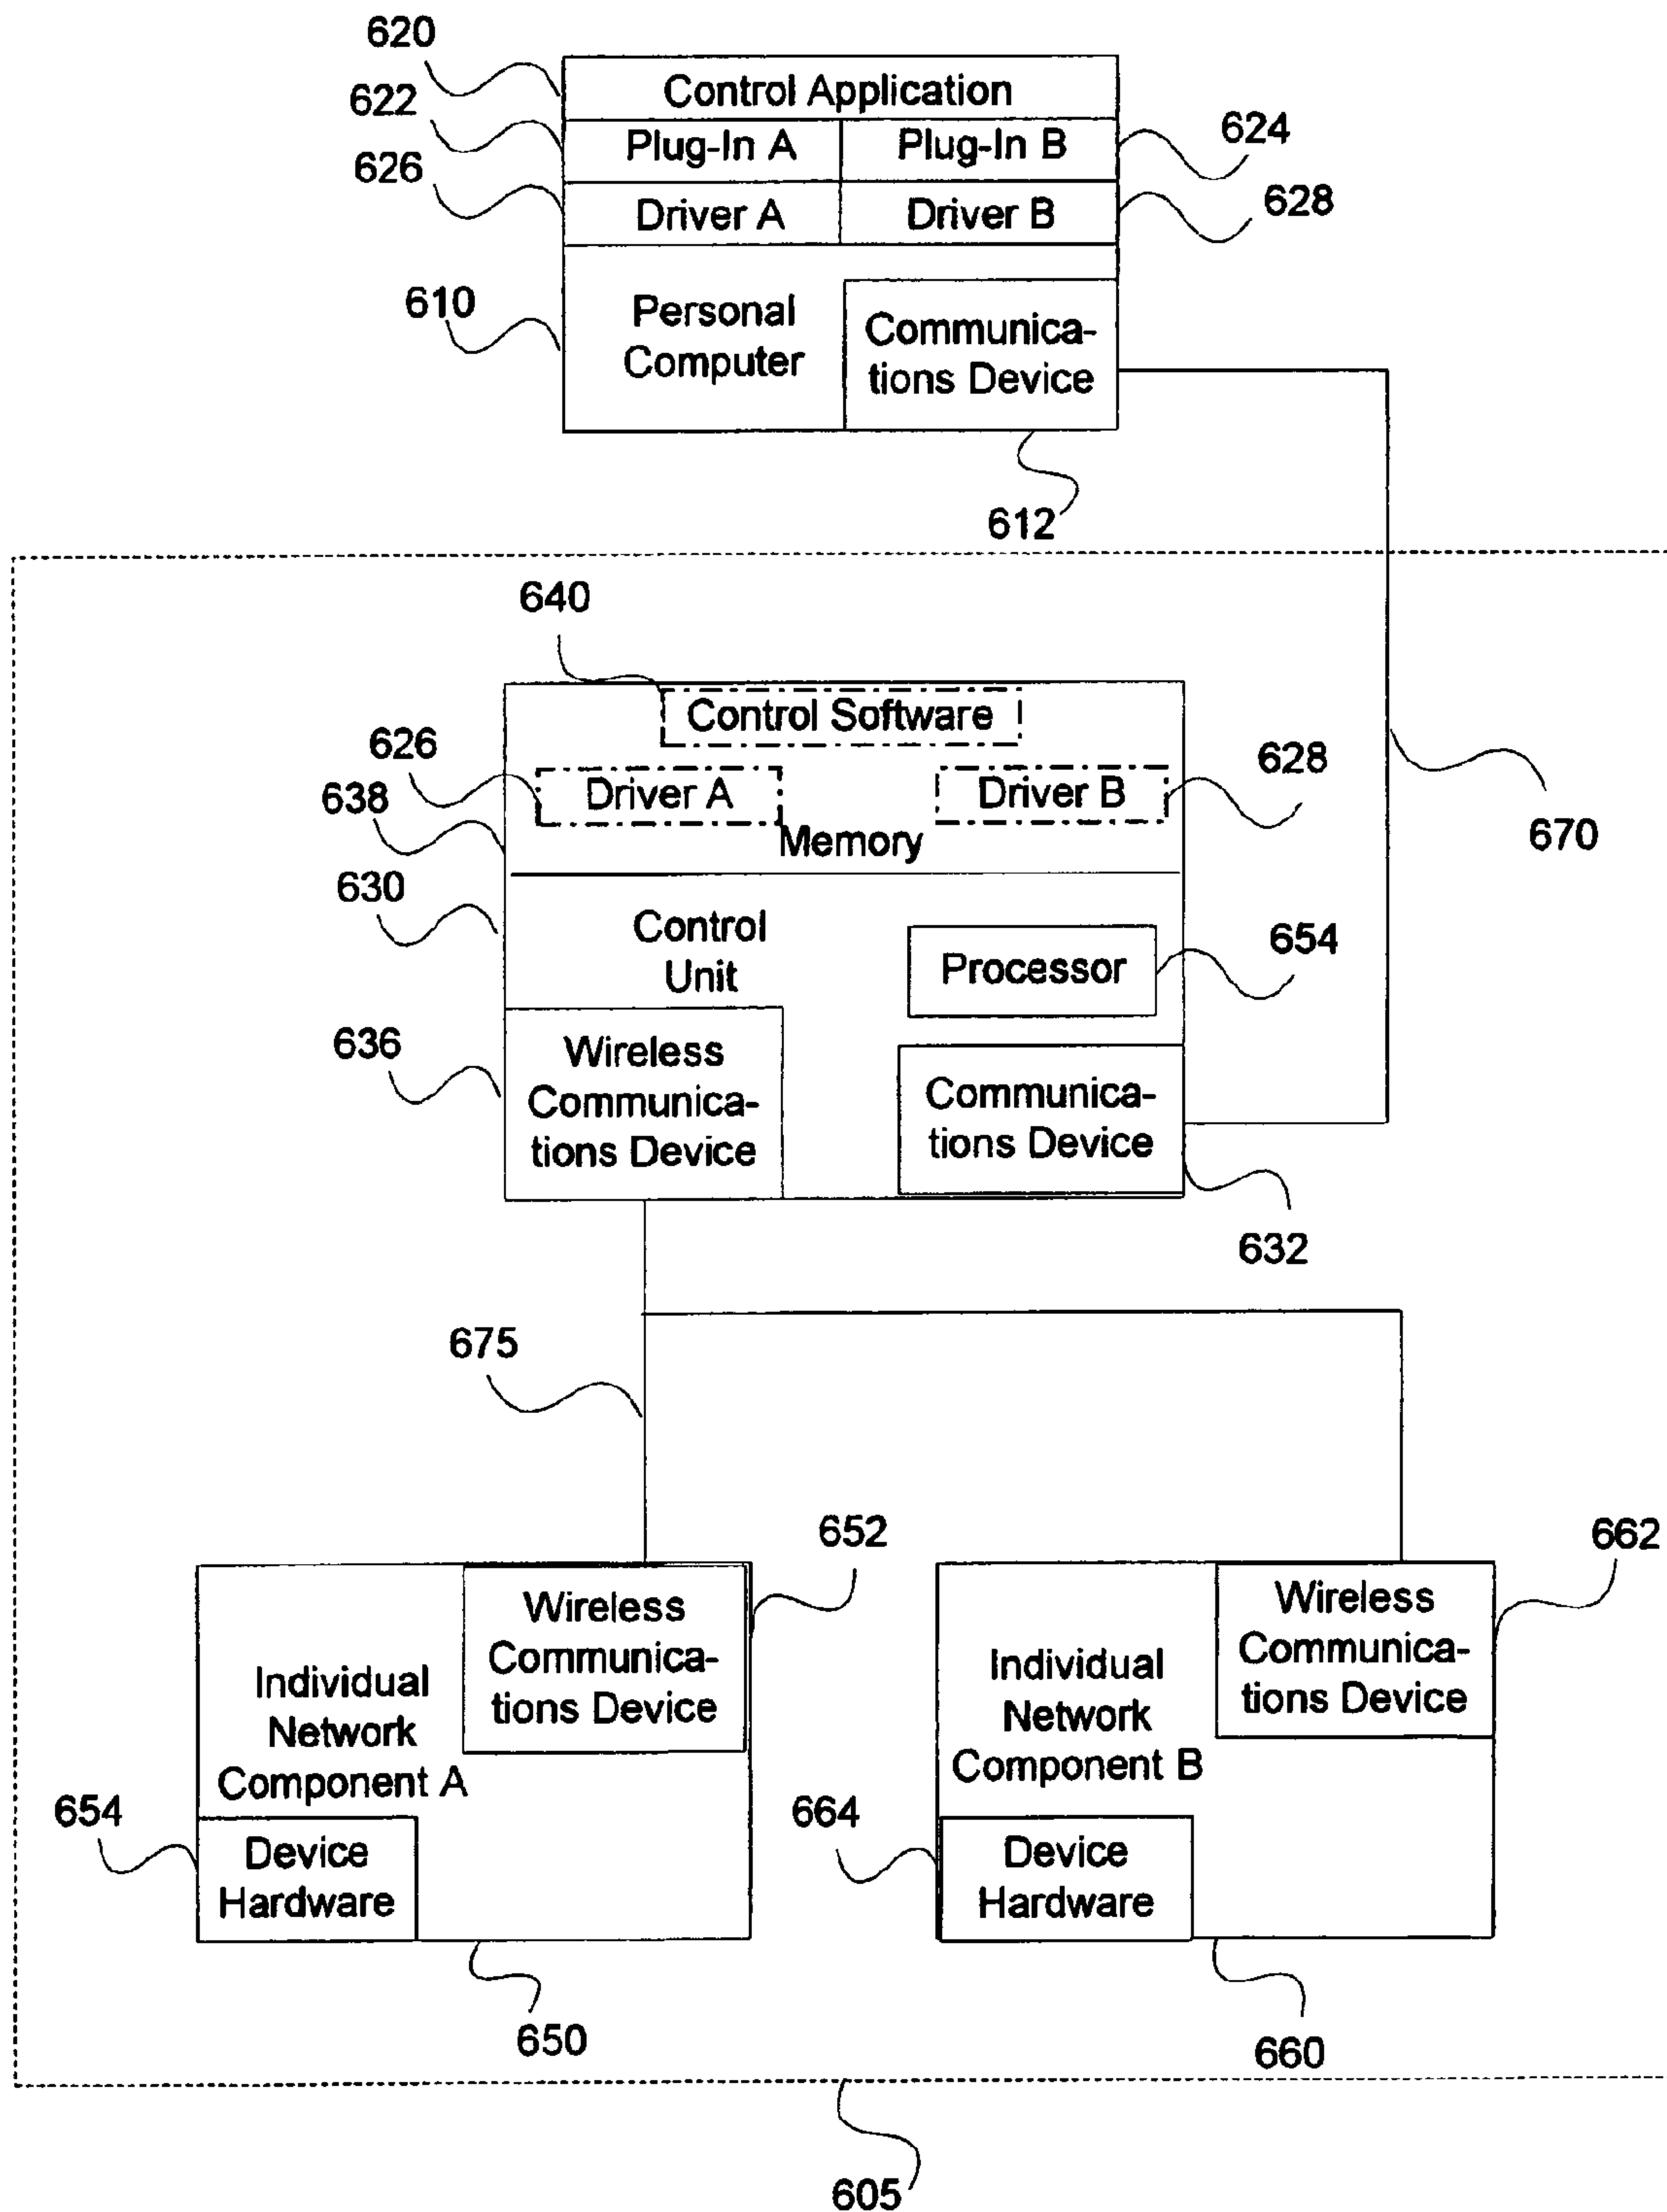 620
Control Application
622
Plug-In A
Plug-In B
624
626
Driver A
Driver B
628
610
Personal
Computer
Communica-
tions Device
612
640
Control Software
626
Driver A
Driver B
628
638
Memory
670
630
Control
Unit
Processor
654
636
Wireless
Communica-
tions Device
Communica-
tions Device
632
675
652
662
Wireless
Communica-
tions Device
Individual
Network
Component A
Wireless
Communica-
tions Device
Individual
Network
Component B
654
Device
Hardware
664
Device
Hardware
650
660
605